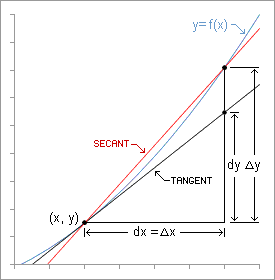 y= f(x)
SECANT
dy Δy
TANGENT
(x, y)
dx = Δx